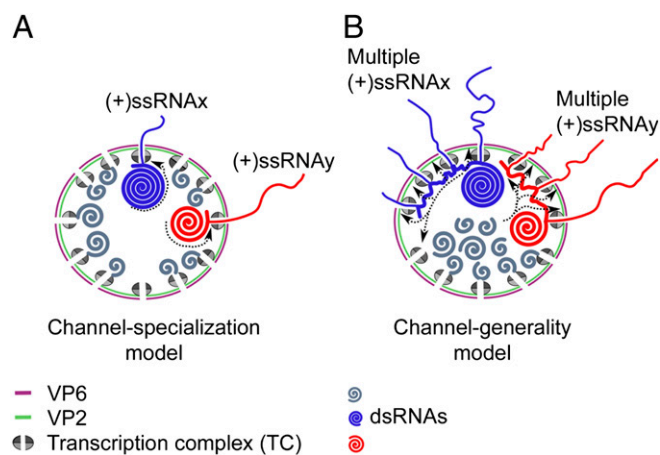 A
(+)ssRNAx
(+)ssRNAy
Channel-specialization
model
B
Multiple
(+)ssRNAx
Multiple
(+)ssRNAy
Channel-generality
model
VP6
VP2
Transcription complex (TC)
dsRNAs